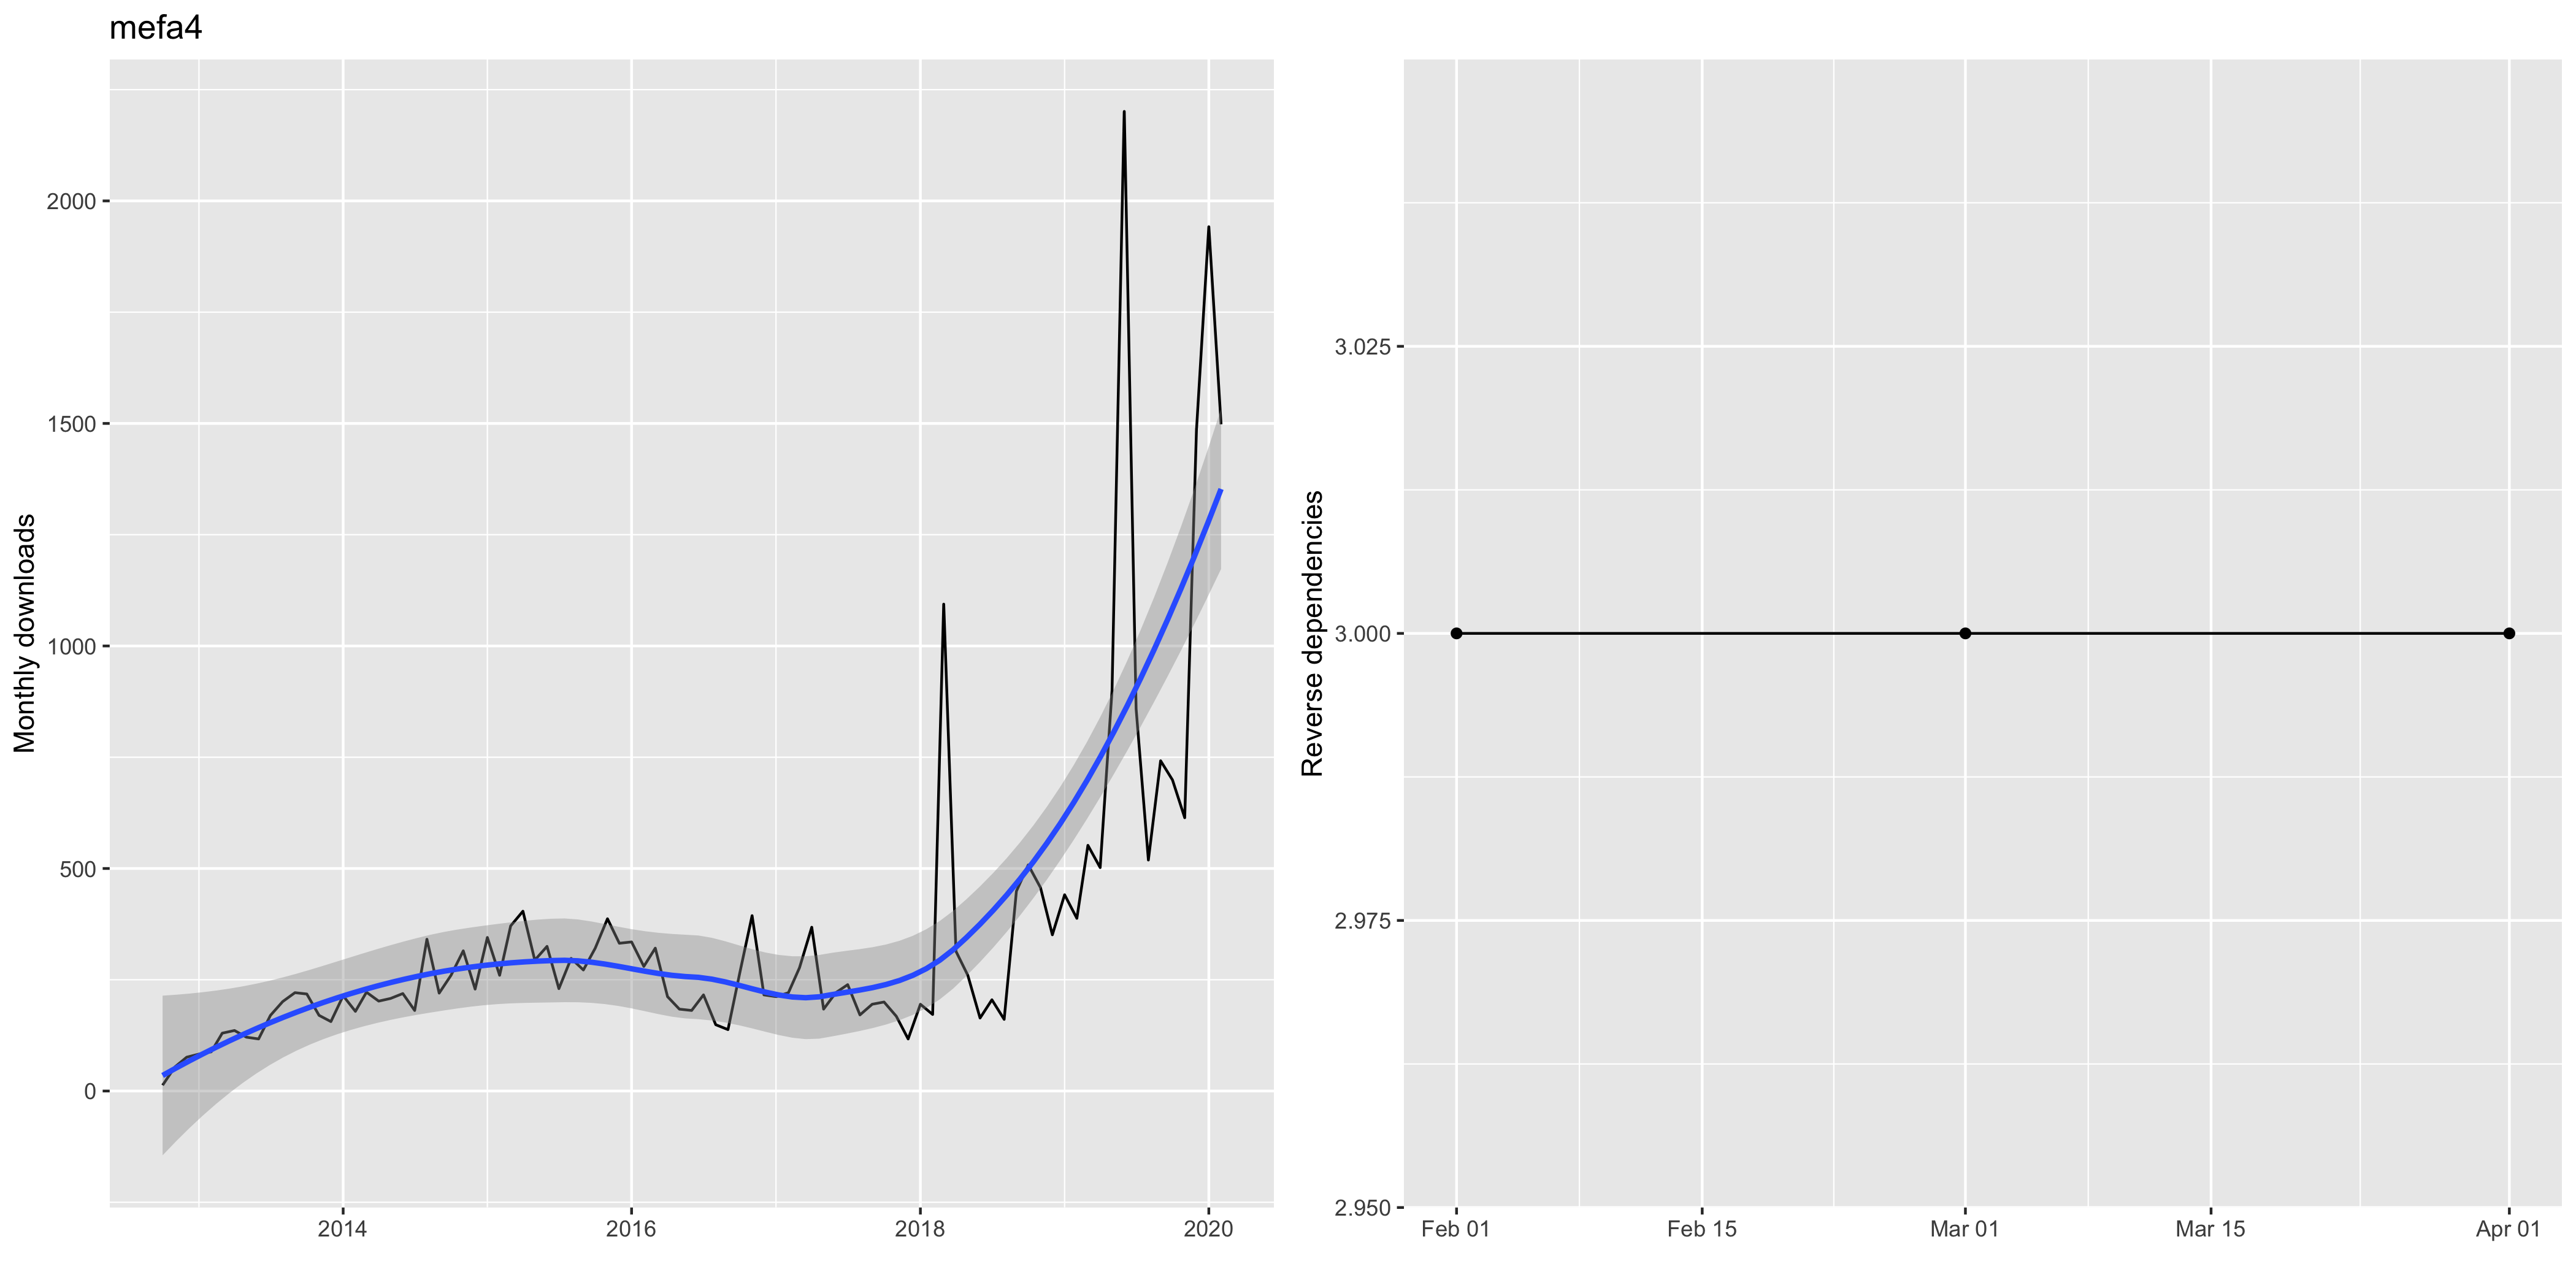 mefa4
Monthly downloads
2000
1500
1000
500
0
2014 2016 2018 2020
Reverse dependencies
3.025
3.000
2.975
2.950
Feb 01 Feb 15 Mar 01 Mar 15 Apr 01